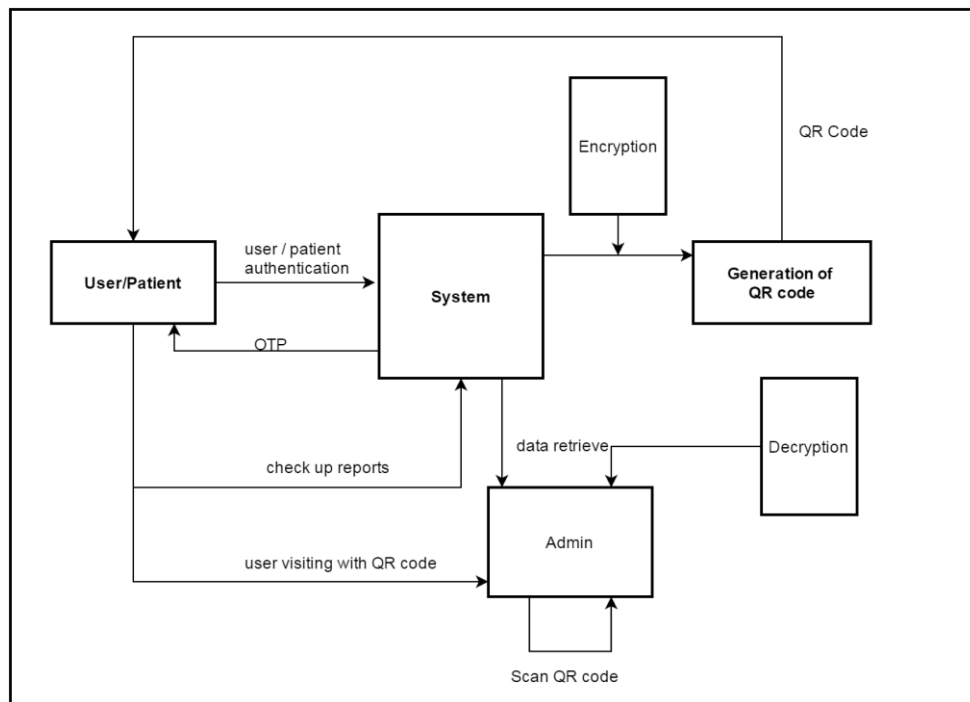 QR Code
Encryption
user / patient
authentication
User/Patient
System
Generation of
QR code
OTP
data retrieve
Decryption
check up reports
Admin
user visiting with QR code
Scan QR code